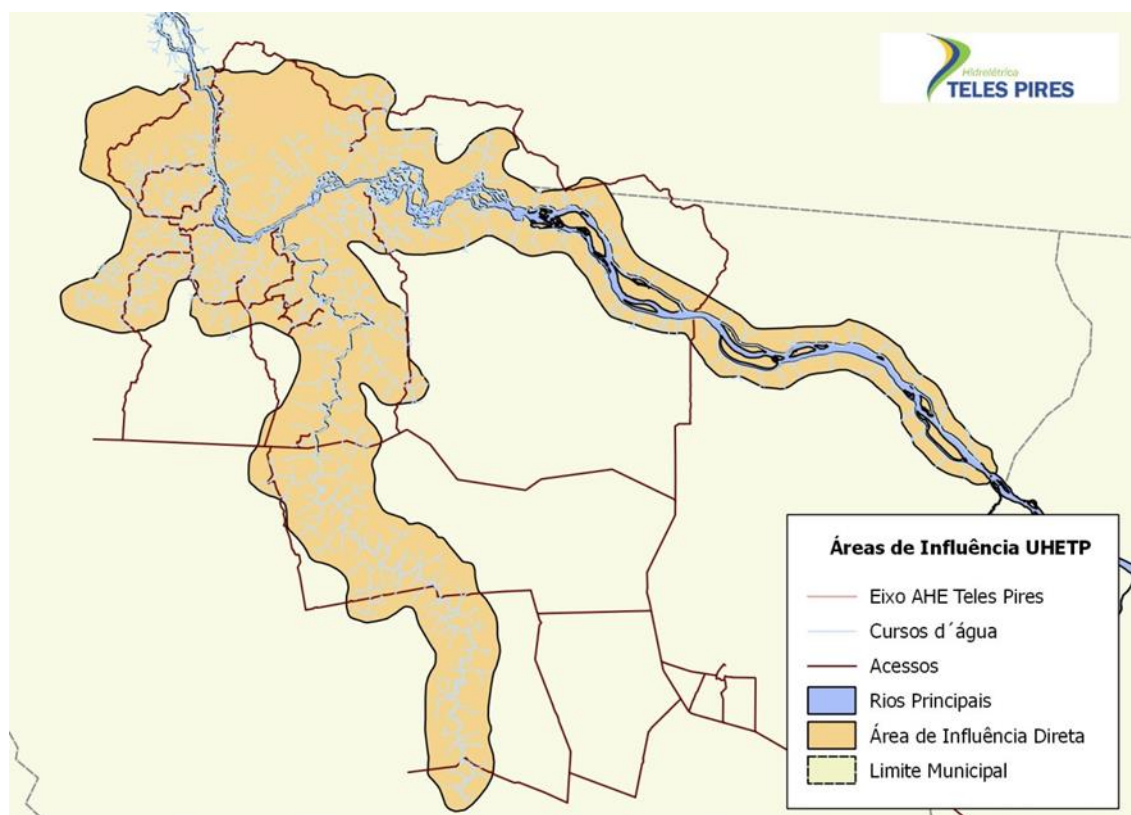 Hidrelétrica
TELES PIRES
Áreas de Influência UHETP
Eixo AHE Teles Pires
Cursos d´água
Acessos
Rios Principais
Área de Influência Direta
Limite Municipal